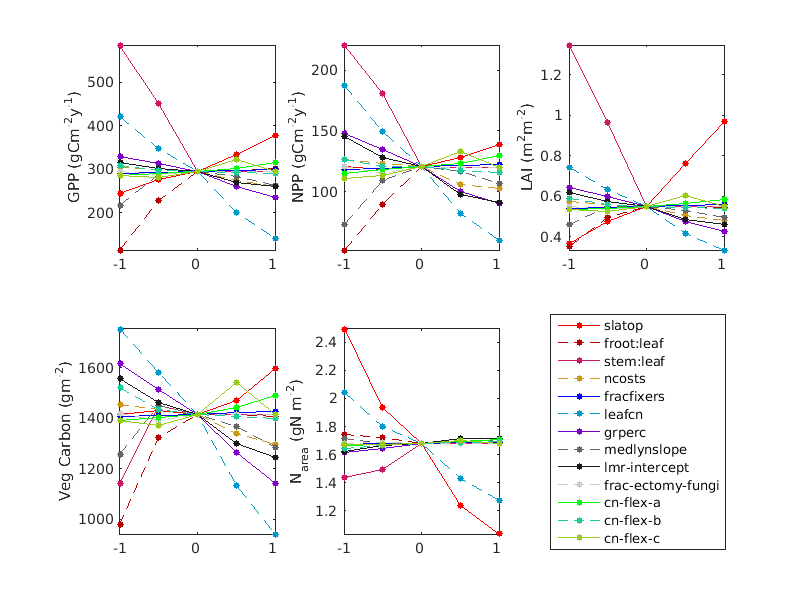 GPP (gCm⁻²y⁻¹)
500
400
300
200
-1 0 1
NPP (gCm⁻²y⁻¹)
200
150
100
-1 0 1
LAI (m²m⁻²)
1.2
1
0.8
0.6
0.4
-1 0 1
Veg Carbon (gm⁻²)
1600
1400
1200
1000
-1 0 1
N_area (gN m⁻²)
2.4
2.2
2
1.8
1.6
1.4
1.2
-1 0 1
slatop
froot:leaf
stem:leaf
ncosts
fracfixers
leafcn
grperc
medlynslope
lmr-intercept
frac-ectomy-fungi
cn-flex-a
cn-flex-b
cn-flex-c